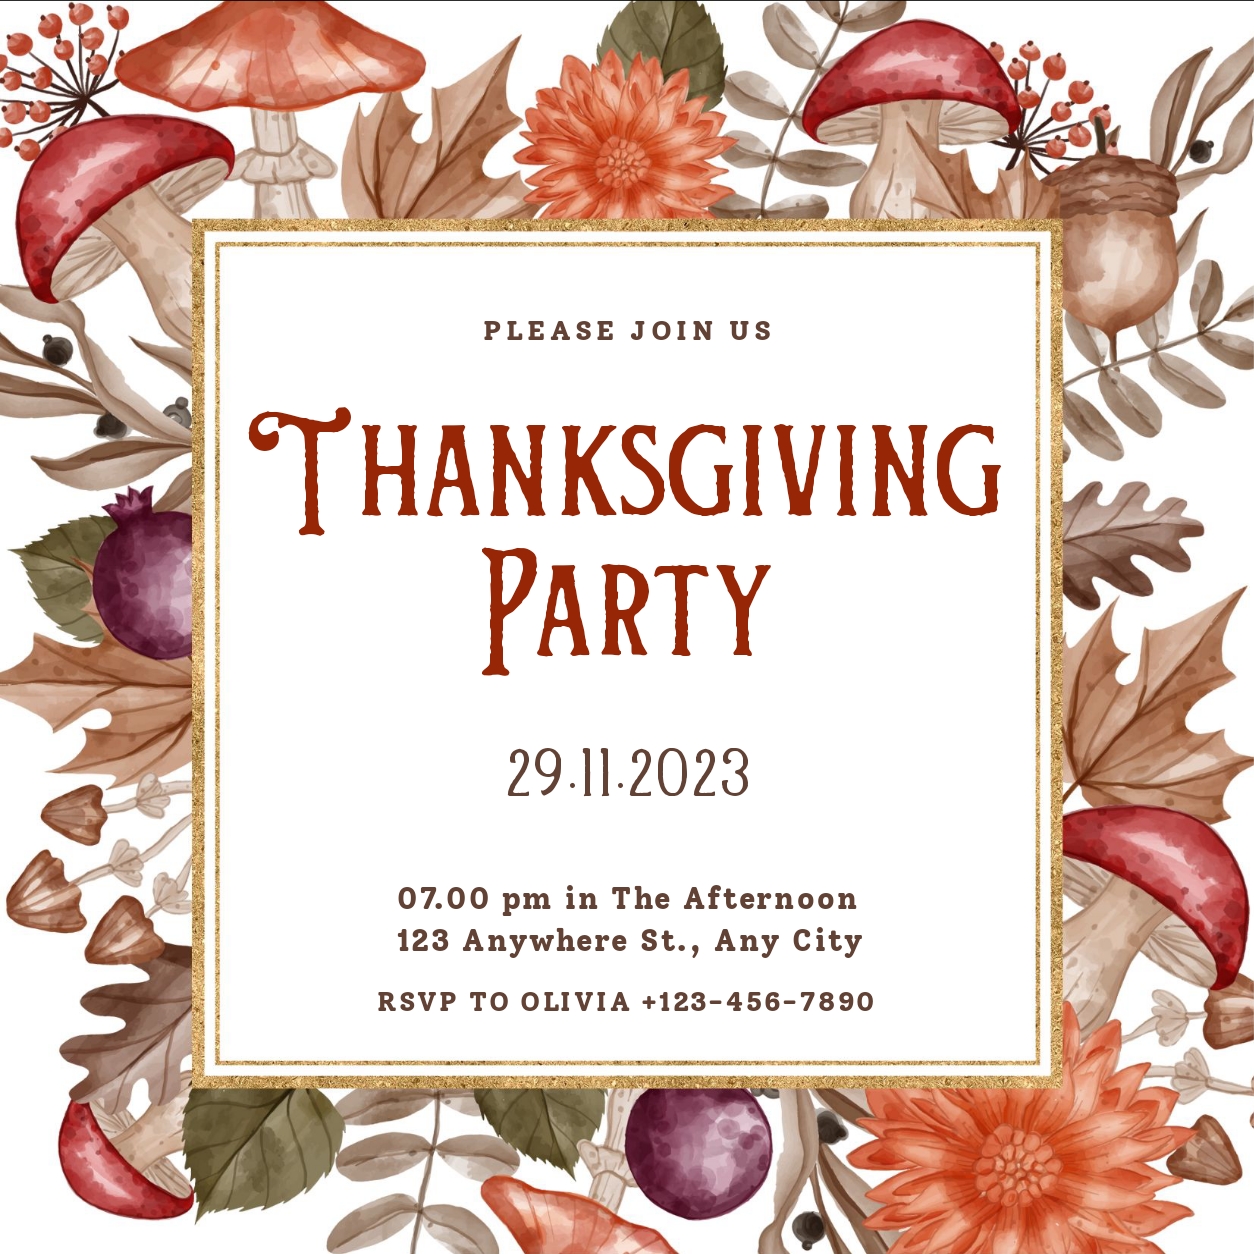 PLEASE JOIN US
THANKSGIVING
PARTY
29.11.2023
07.00 pm in The Afternoon
123 Anywhere St., Any City
RSVP TO OLIVIA +123-456-7890